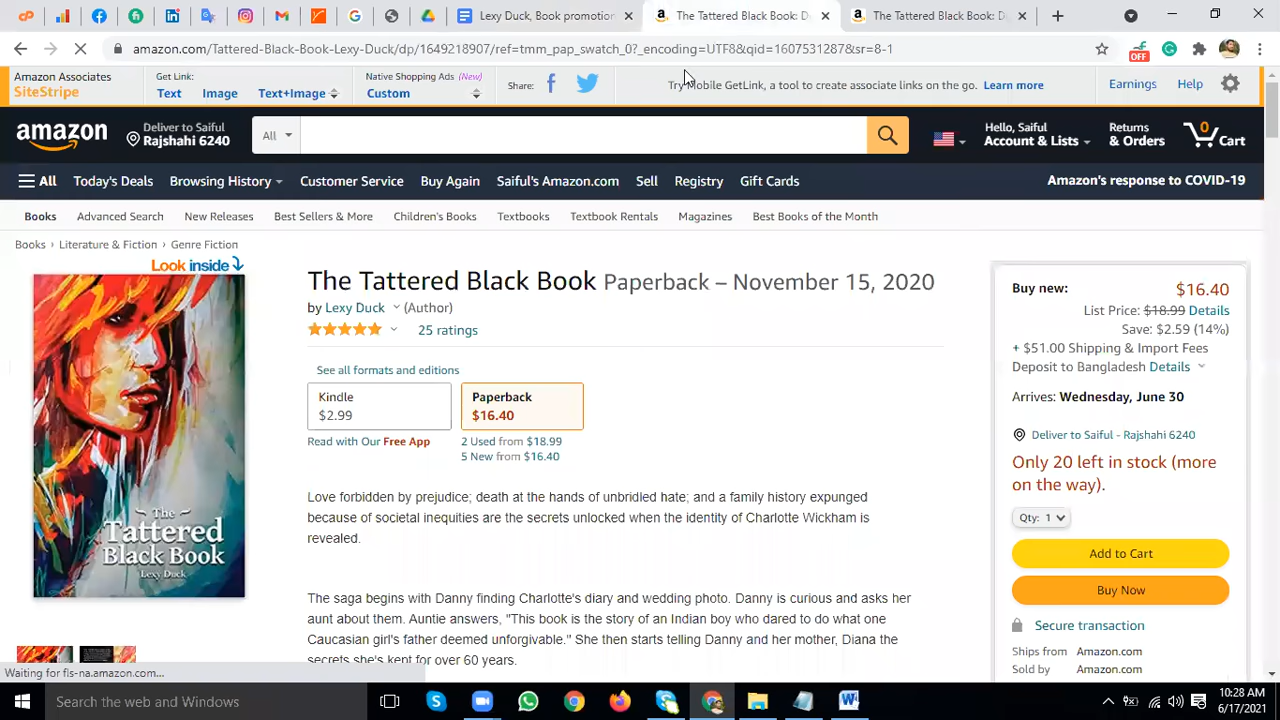 Lexy Duck, Book promotion
The Tattered Black Book: D
The Tattered Black Book: D
amazon.com/Tattered-Black-Book-Lexy-Duck/dp/1649218907/ref=tmm_pap_swatch_0?_encoding=UTF8&qid=1607531287&sr=8-1
OFF
Amazon Associates
SiteStripe
Get Link:
Text
Image
Text+Image
Native Shopping Ads (New)
Custom
Share:
Try Mobile GetLink, a tool to create associate links on the go. Learn more
Earnings
Help
amazon
Deliver to Saiful
Rajshahi 6240
All
Hello, Saiful
Account & Lists
Returns
& Orders
0
Cart
All
Today's Deals
Browsing History
Customer Service
Buy Again
Saiful's Amazon.com
Sell
Registry
Gift Cards
Amazon's response to COVID-19
Books
Advanced Search
New Releases
Best Sellers & More
Children's Books
Textbooks
Textbook Rentals
Magazines
Best Books of the Month
Books › Literature & Fiction › Genre Fiction
Look inside
The
Tattered
Black Book
Lexy Duck
The Tattered Black Book Paperback – November 15, 2020
by Lexy Duck (Author)
25 ratings
See all formats and editions
Kindle
$2.99
Read with Our Free App
Paperback
$16.40
2 Used from $18.99
5 New from $16.40
Love forbidden by prejudice; death at the hands of unbridled hate; and a family history expunged
because of societal inequities are the secrets unlocked when the identity of Charlotte Wickham is
revealed.
The saga begins with Danny finding Charlotte's diary and wedding photo. Danny is curious and asks her
aunt about them. Auntie answers, "This book is the story of an Indian boy who dared to do what one
Caucasian girl's father deemed unforgivable." She then starts telling Danny and her mother, Diana the
secrets she's kept for over 60 years.
Buy new: $16.40
List Price: $18.99 Details
Save: $2.59 (14%)
+ $51.00 Shipping & Import Fees
Deposit to Bangladesh Details
Arrives: Wednesday, June 30
Deliver to Saiful - Rajshahi 6240
Only 20 left in stock (more
on the way).
Qty: 1
Add to Cart
Buy Now
Secure transaction
Ships from Amazon.com
Sold by Amazon.com
Waiting for fls-na.amazon.com...
Search the web and Windows
10:28 AM
6/17/2021